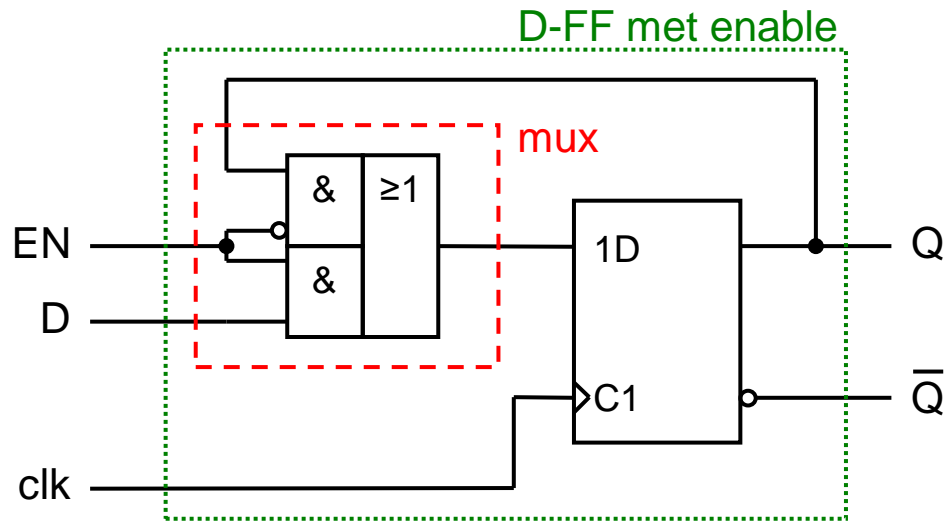 D-FF met enable
mux
&
≥1
EN
1D
Q
&
D
C1
Q̅
clk